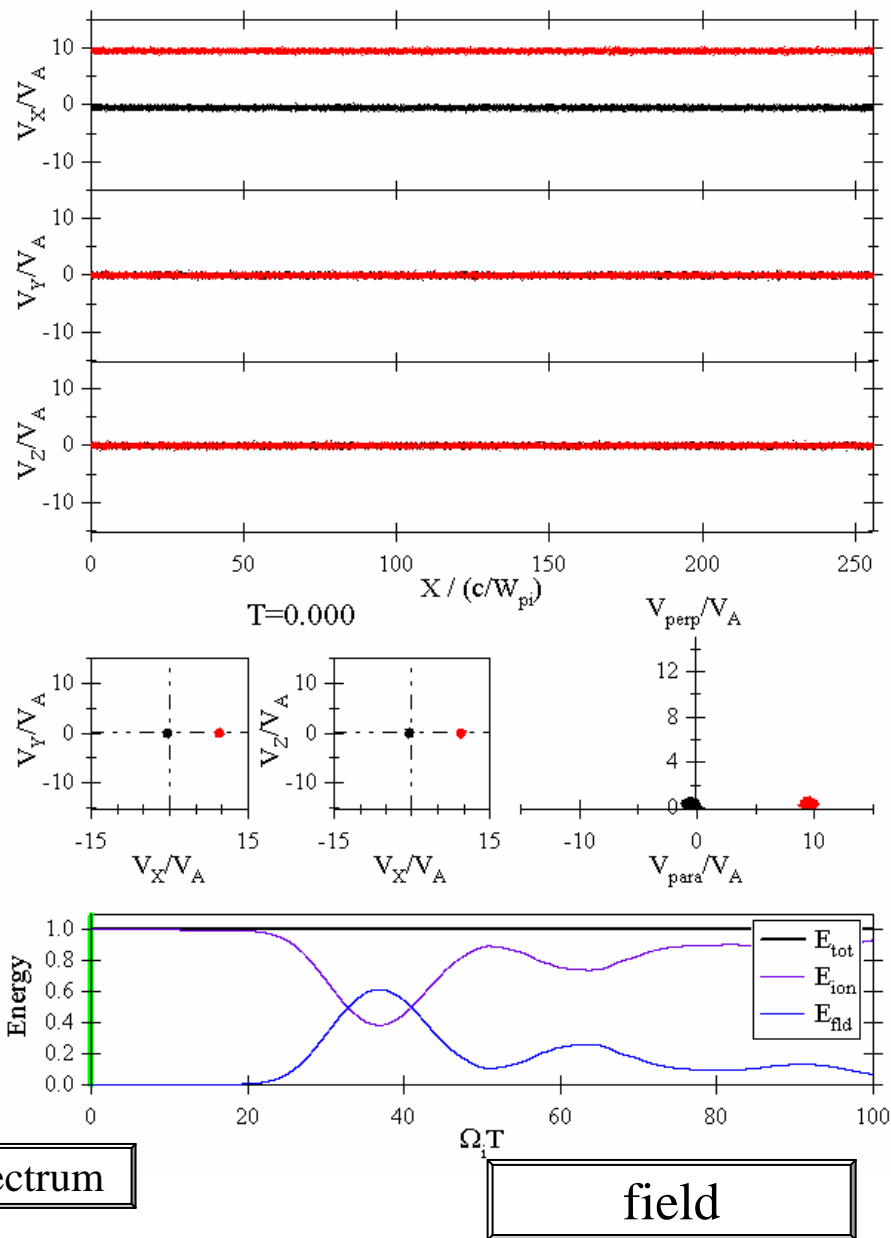 10
0
-10
V_X/V_A
10
0
-10
V_Y/V_A
10
0
-10
V_Z/V_A
0 50 100 150 200 250
X / (c/W_pi)
T=0.000
V_perp/V_A
10
0
-10
V_Y/V_A
-15 15
V_X/V_A
10
0
-10
V_Z/V_A
-15 15
V_X/V_A
12
8
4
0
-10 0 10
V_para/V_A
1.0
0.8
0.6
0.4
0.2
0.0
Energy
E_tot
E_ion
E_fld
0 20 40 60 80 100
Ω_iT
ectrum
field